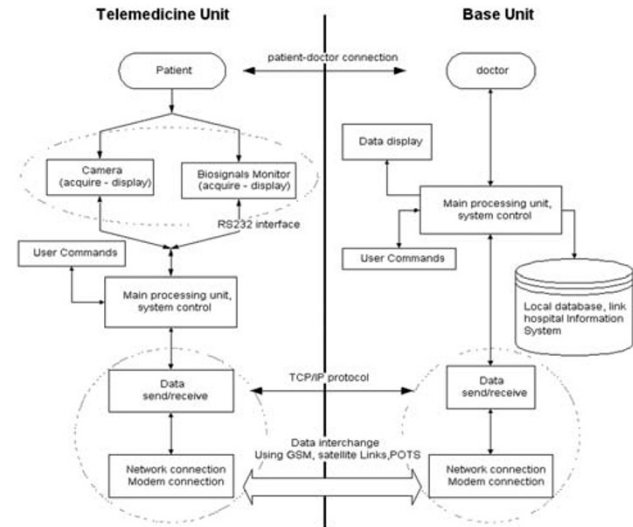 Telemedicine Unit
Base Unit
Patient
patient-doctor connection
doctor
Data display
Camera
(acquire - display)
Biosignals Monitor
(acquire - display)
RS232 interface
Main processing unit,
system control
User Commands
User Commands
Main processing unit,
system control
Local database, link
hospital Information
System
TCP/IP protocol
Data
send/receive
Data
send/receive
Data interchange
Using GSM, satellite Links,POTS
Network connection
Modem connection
Network connection
Modem connection